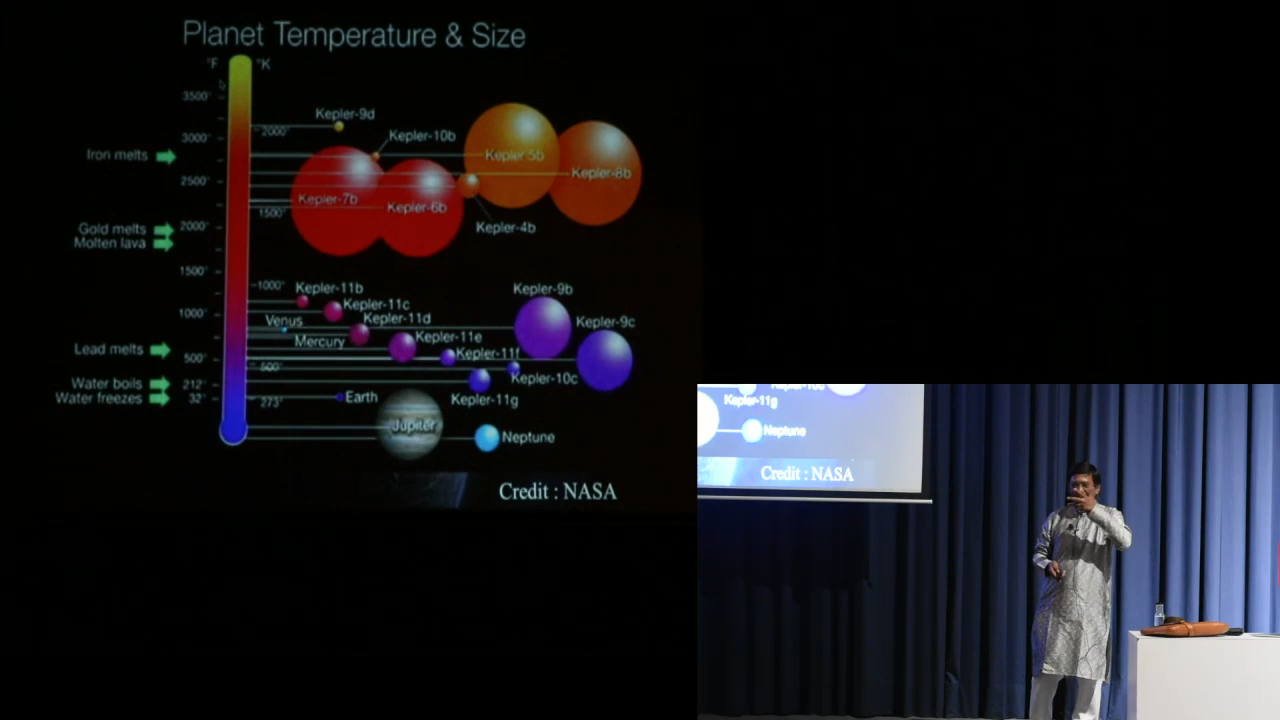 Planet Temperature & Size
°F
°K
3500°
Kepler-9d
2000°
3000°
Kepler-10b
Iron melts
Kepler 5b
Kepler-8b
2500°
Kepler-7b
Kepler-6b
1500°
Gold melts
2000°
Kepler-4b
Molten lava
1500°
1000°
Kepler-11b
Kepler-9b
Kepler-11c
1000°
Venus
Kepler-11d
Kepler-9c
Mercury
Kepler-11e
Lead melts
500°
Kepler-11f
500°
Kepler-10c
Water boils
212°
Water freezes
32°
273°
Earth
Kepler-11g
Jupiter
Neptune
Credit : NASA
Kepler-11g
Neptune
Credit : NASA